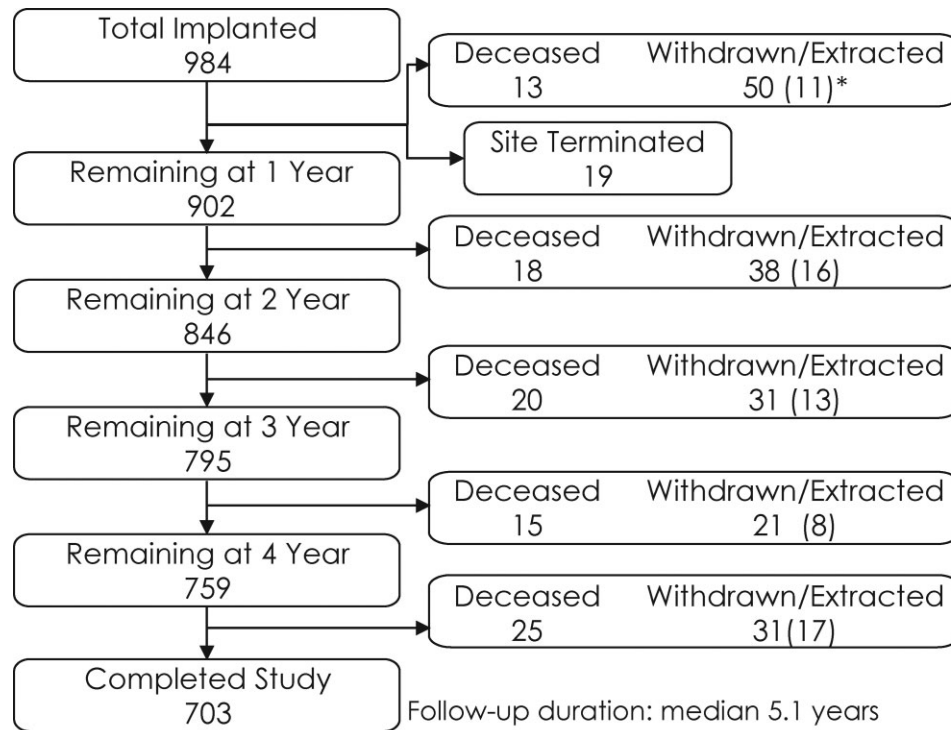 Total Implanted
984
Deceased Withdrawn/Extracted
13 50 (11)*
Site Terminated
19
Remaining at 1 Year
902
Deceased Withdrawn/Extracted
18 38 (16)
Remaining at 2 Year
846
Deceased Withdrawn/Extracted
20 31 (13)
Remaining at 3 Year
795
Deceased Withdrawn/Extracted
15 21 (8)
Remaining at 4 Year
759
Deceased Withdrawn/Extracted
25 31(17)
Completed Study
703
Follow-up duration: median 5.1 years